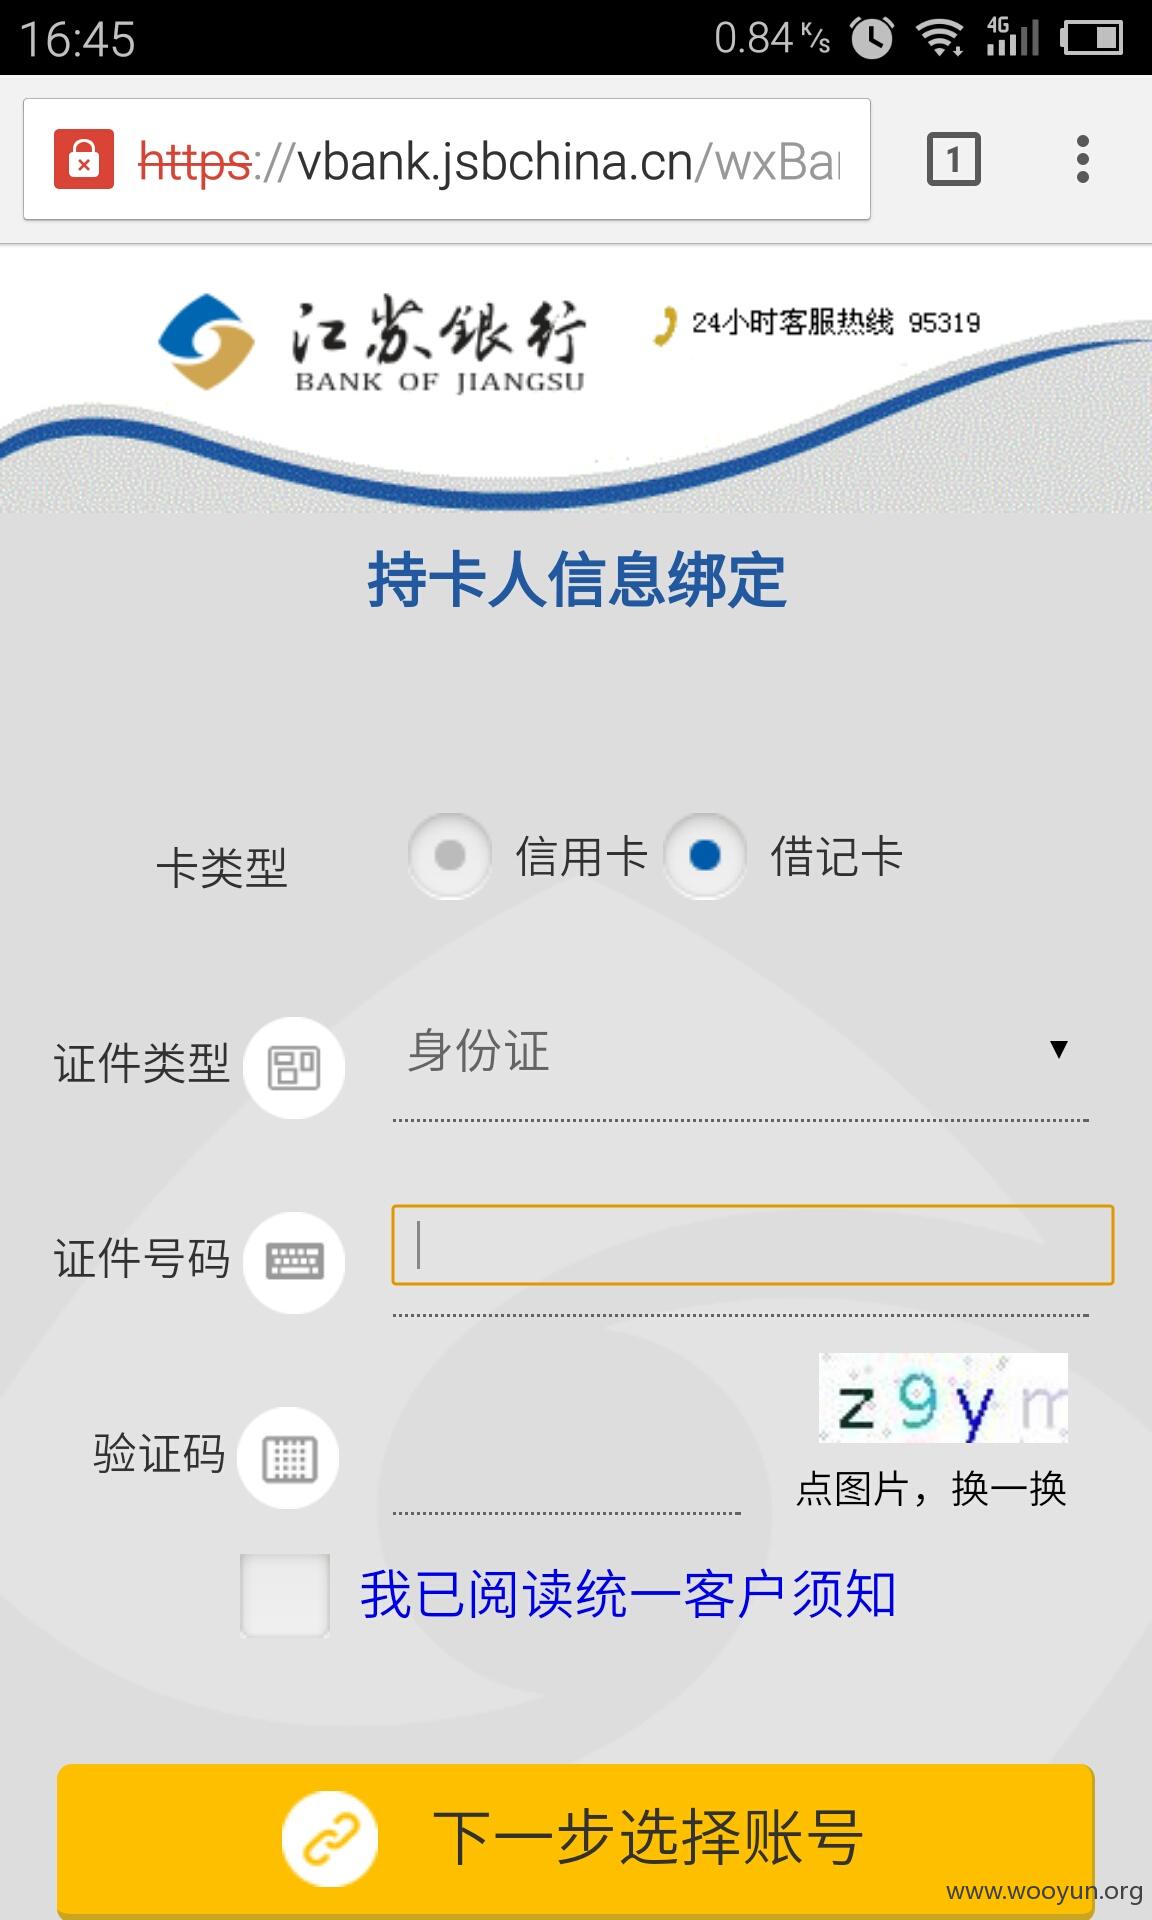 16:45
0.84 K/s
4G
https://vbank.jsbchina.cn/wxBa
1
江苏银行
BANK OF JIANGSU
24小时客服热线 95319
持卡人信息绑定
卡类型 信用卡 借记卡
证件类型 身份证
证件号码
z9ym
验证码
点图片，换一换
我已阅读统一客户须知
下一步选择账号
www.wooyun.org